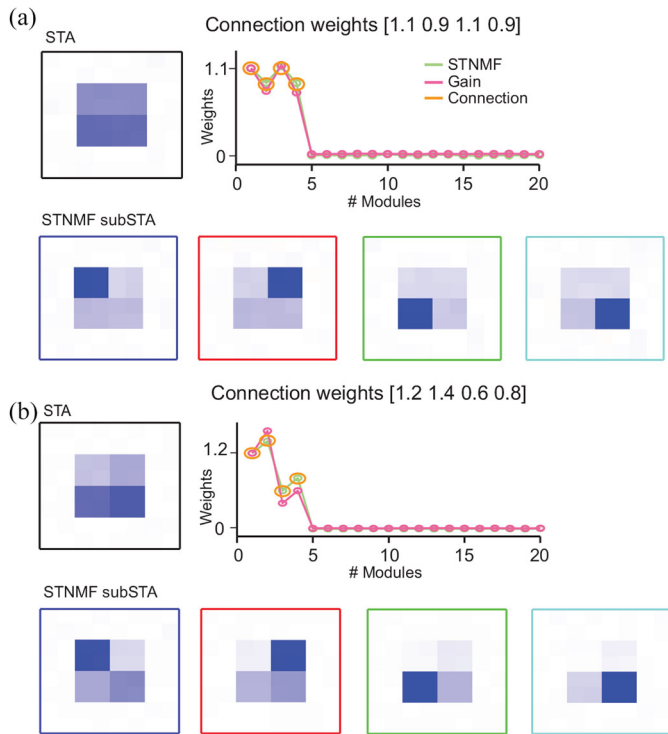 (a)
STA
Connection weights [1.1 0.9 1.1 0.9]
1.1
Weights
0
STNMF
Gain
Connection
0 5 10 15 20
# Modules
STNMF subSTA
(b)
Connection weights [1.2 1.4 0.6 0.8]
STA
1.2
Weights
0
0 5 10 15 20
# Modules
STNMF subSTA